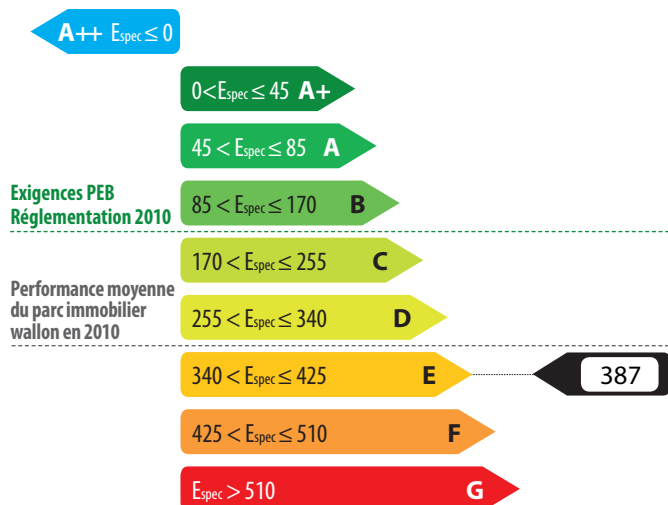 A++ Espec ≤ 0
0<Espec ≤ 45 A+
45 < Espec ≤ 85 A
Exigences PEB
Réglementation 2010
85 < Espec ≤ 170 B
170 < Espec ≤ 255 C
Performance moyenne
du parc immobilier
wallon en 2010
255 < Espec ≤ 340 D
340 < Espec ≤ 425 E
387
425 < Espec ≤ 510 F
Espec > 510 G